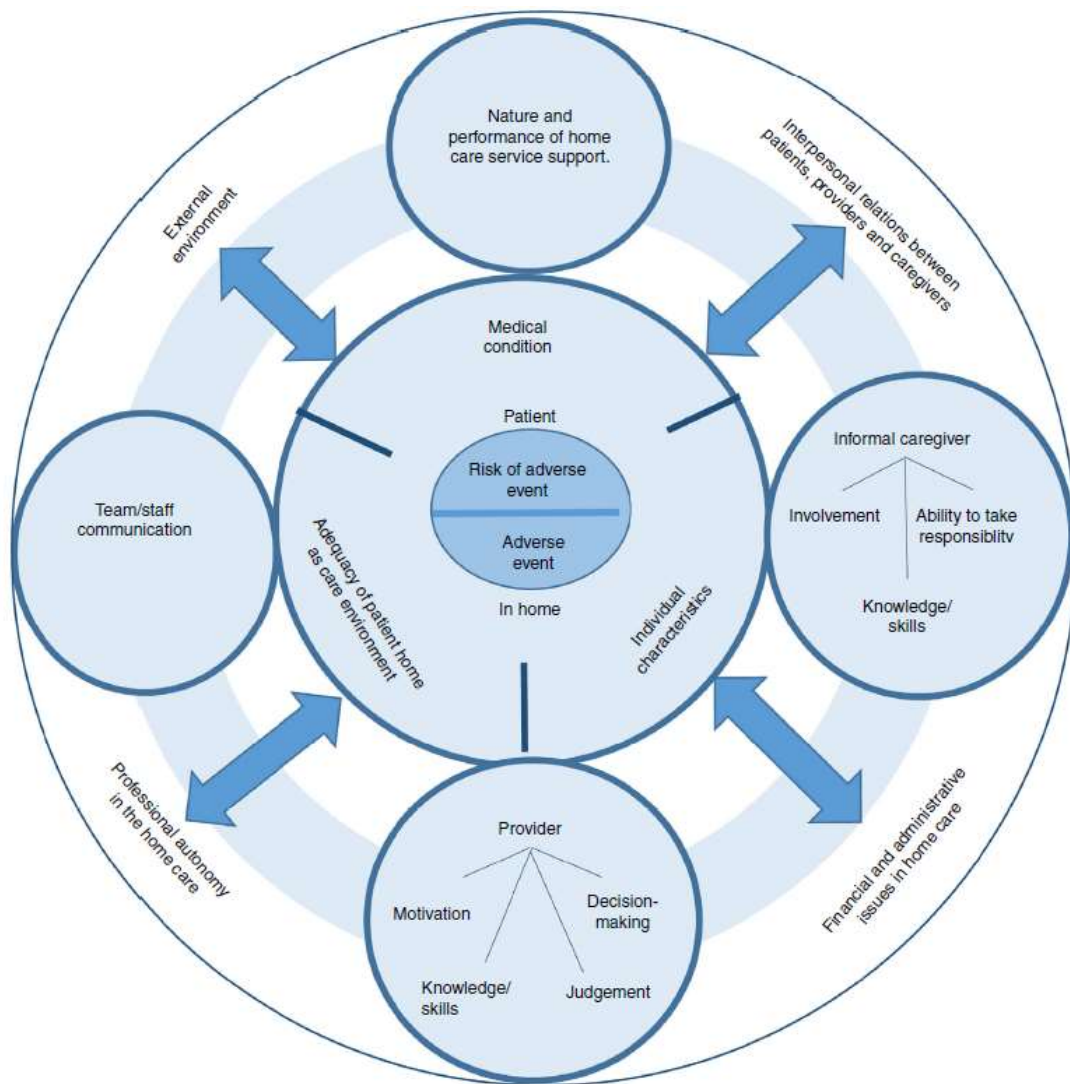 Nature and
performance of home
care service support.
External
environment
Interpersonal relations between
patients, providers and caregivers
Medical
condition
Patient
Risk of adverse
event
Adverse
event
In home
Adequacy of patient home
as care environment
Individual
characteristics
Team/staff
communication
Informal caregiver
Involvement
Ability to take
responsiblitv
Knowledge/
skills
Professional autonomy
in the home care
Financial and administrative
issues in home care
Provider
Motivation
Decision-
making
Knowledge/
skills
Judgement